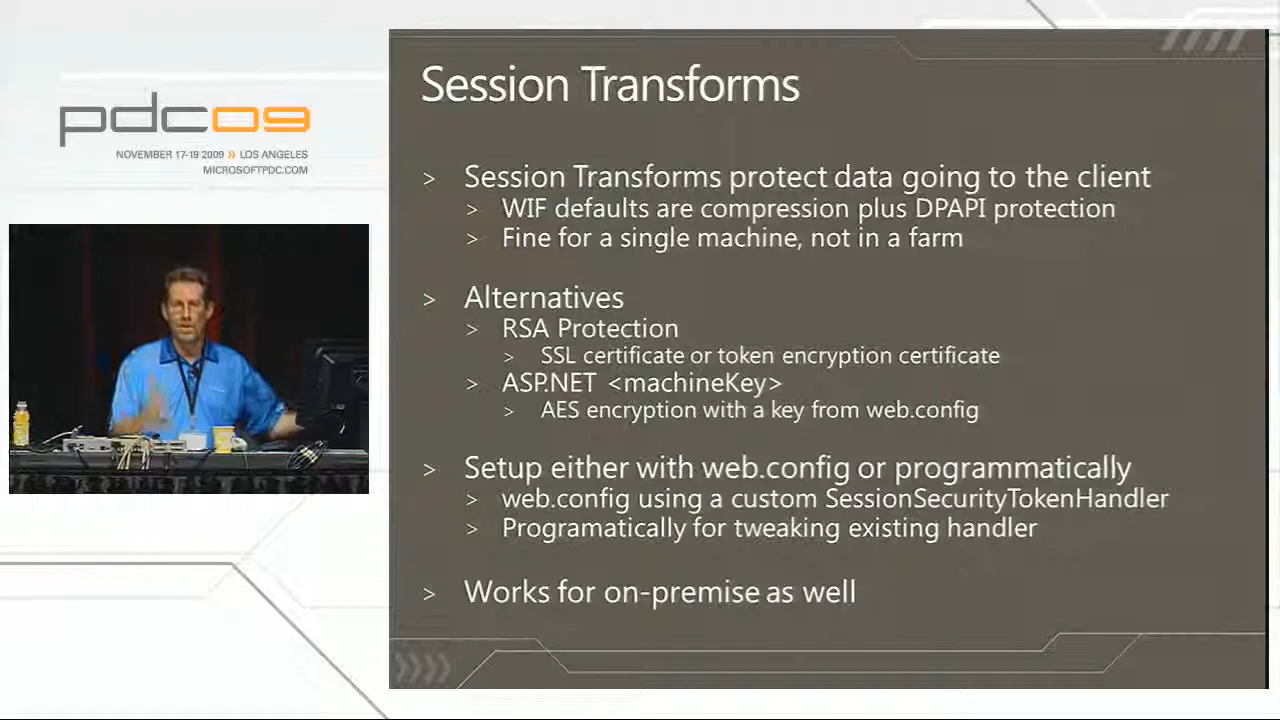 pdc09
NOVEMBER 17-19 2009 » LOS ANGELES
MICROSOFTPDC.COM
Session Transforms
> Session Transforms protect data going to the client
> WIF defaults are compression plus DPAPI protection
> Fine for a single machine, not in a farm
> Alternatives
> RSA Protection
> SSL certificate or token encryption certificate
> ASP.NET <machineKey>
> AES encryption with a key from web.config
> Setup either with web.config or programmatically
> web.config using a custom SessionSecurityTokenHandler
> Programatically for tweaking existing handler
> Works for on-premise as well